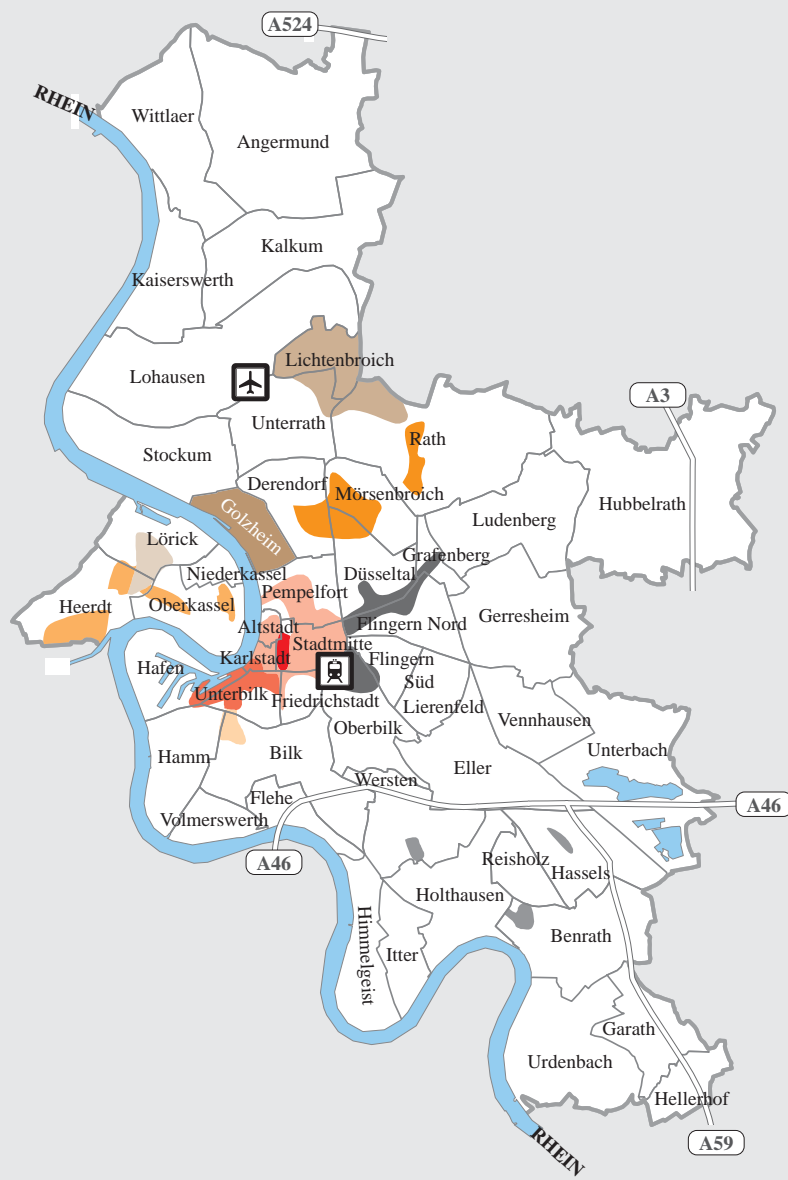 A524
RHEIN
Wittlaer
Angermund
Kalkum
Kaiserswerth
Lichtenbroich
Lohausen
A3
Unterrath
Rath
Stockum
Derendorf
Mörsenbroich
Hubbelrath
Golzheim
Ludenberg
Lörick
Grafenberg
Niederkassel
Düsseltal
Pempelfort
Heerdt
Oberkassel
Gerresheim
Altstadt
Flingern Nord
Stadtmitte
Karlstadt
Flingern
Süd
Hafen
Unterbilk
Friedrichstadt
Lierenfeld
Vennhausen
Oberbilk
Unterbach
Hamm
Bilk
Eller
Wersten
Flehe
A46
Volmerswerth
A46
Reisholz
Hassels
Holthausen
Himmelgeist
Benrath
Itter
Garath
Urdenbach
Hellerhof
RHEIN
A59